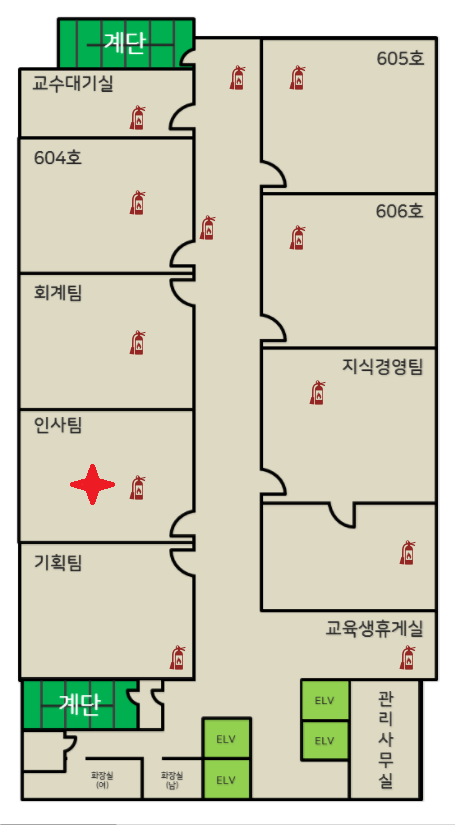 계단
605호
교수대기실
604호
606호
회계팀
지식경영팀
인사팀
기획팀
교육생휴게실
계단
ELV
관
리
사
무
실
ELV
ELV
화장실
(여)
화장실
(남)
ELV